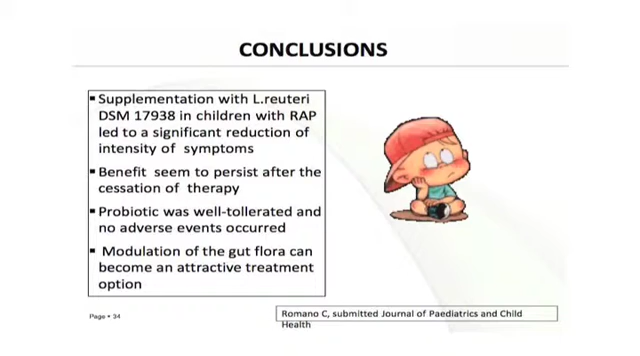 CONCLUSIONS
▪ Supplementation with L.reuteri
DSM 17938 in children with RAP
led to a significant reduction of
intensity of symptoms
▪ Benefit seem to persist after the
cessation of therapy
▪ Probiotic was well-tollerated and
no adverse events occurred
▪ Modulation of the gut flora can
become an attractive treatment
option
Page ▪ 34
Romano C, submitted Journal of Paediatrics and Child
Health